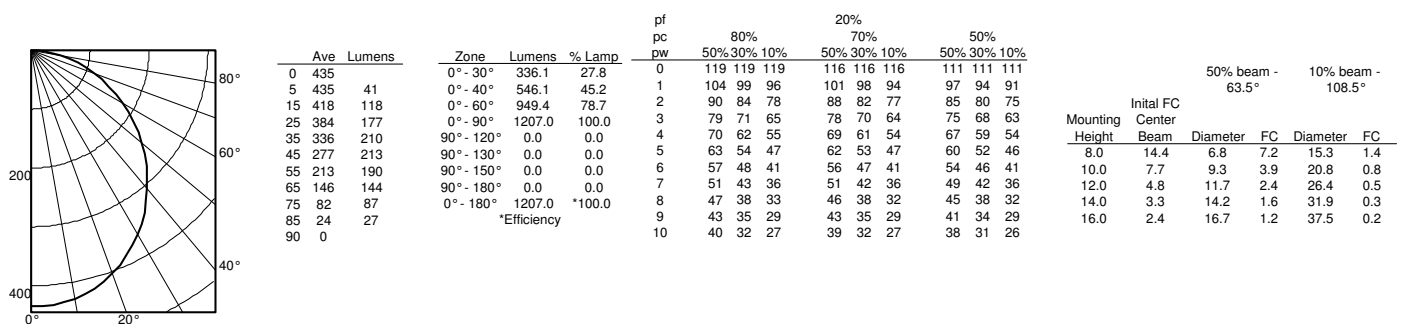 80°
60°
40°
200
400
0° 20°
Ave Lumens
0 435
5 435 41
15 418 118
25 384 177
35 336 210
45 277 213
55 213 190
65 146 144
75 82 87
85 24 27
90 0
Zone Lumens % Lamp
0° - 30° 336.1 27.8
0° - 40° 546.1 45.2
0° - 60° 949.4 78.7
0° - 90° 1207.0 100.0
90° - 120° 0.0 0.0
90° - 130° 0.0 0.0
90° - 150° 0.0 0.0
90° - 180° 0.0 0.0
0° - 180° 1207.0 *100.0
*Efficiency
pf 20%
pc 80% 70% 50%
pw 50% 30% 10% 50% 30% 10% 50% 30% 10%
0 119 119 119 116 116 116 111 111 111
1 104 99 96 101 98 94 97 94 91
2 90 84 78 88 82 77 85 80 75
3 79 71 65 78 70 64 75 68 63
4 70 62 55 69 61 54 67 59 54
5 63 54 47 62 53 47 60 52 46
6 57 48 41 56 47 41 54 46 41
7 51 43 36 51 42 36 49 42 36
8 47 38 33 46 38 32 45 38 32
9 43 35 29 43 35 29 41 34 29
10 40 32 27 39 32 27 38 31 26
50% beam - 10% beam -
63.5° 108.5°
Inital FC
Mounting Center
Height Beam Diameter FC Diameter FC
8.0 14.4 6.8 7.2 15.3 1.4
10.0 7.7 9.3 3.9 20.8 0.8
12.0 4.8 11.7 2.4 26.4 0.5
14.0 3.3 14.2 1.6 31.9 0.3
16.0 2.4 16.7 1.2 37.5 0.2